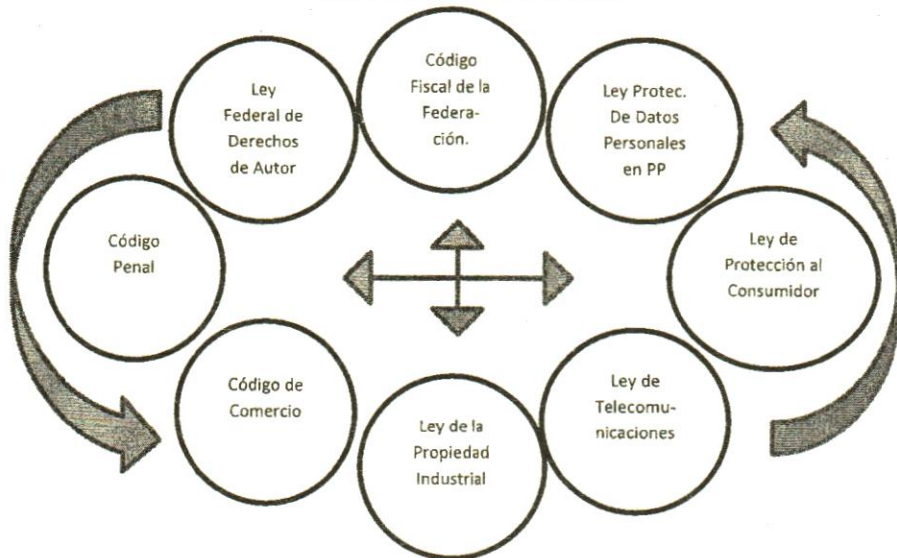 Ley
Federal de
Derechos
de Autor
Código
Fiscal de la
Federa-
ción.
Ley Protec.
De Datos
Personales
en PP
Código
Penal
Ley de
Protección al
Consumidor
Código de
Comercio
Ley de la
Propiedad
Industrial
Ley de
Telecomu-
nicaciones